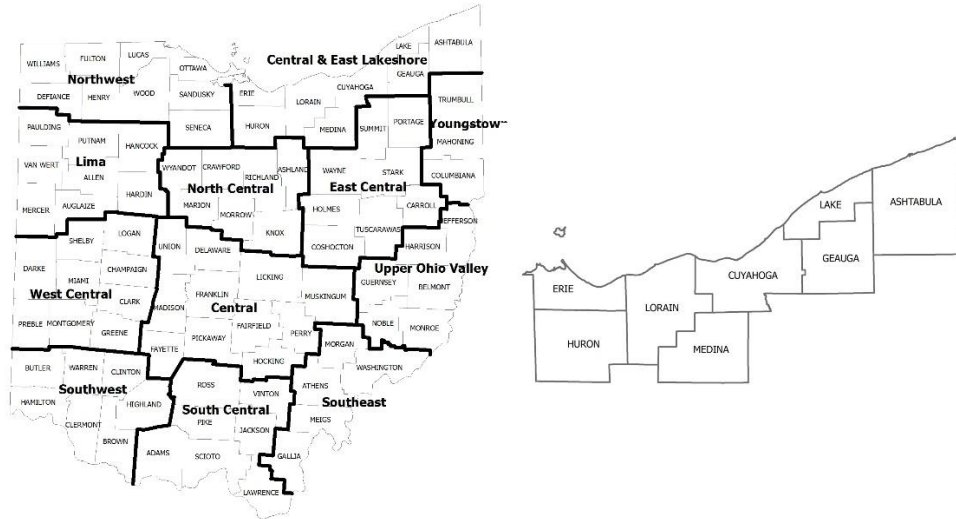 LAKE
ASHTABULA
LUCAS
FULTON
WILLIAMS
Central & East Lakeshore
OTTAWA
GEAUGA
Northwest
CUYAHOGA
DEFIANCE
HENRY
WOOD
SANDUSKY
ERIE
LORAIN
TRUMBULL
PORTAGE
SUMMIT
HURON
MEDINA
SENECA
Youngstow
PAULDING
PUTNAM
HANCOCK
MAHONING
VAN WERT
Lima
ALLEN
WYANDOT
CRAWFORD
RICHLAND
ASHLAND
WAYNE
STARK
COLUMBIANA
North Central
East Central
HARDIN
MERCER
AUGLAIZE
MARION
MORROW
KNOX
HOLMES
CARROLL
JEFFERSON
TUSCARAWAS
LOGAN
SHELBY
UNION
DELAWARE
COSHOCTON
HARRISON
DARKE
MIAMI
CHAMPAIGN
LICKING
Upper Ohio Valley
GUERNSEY
BELMONT
West Central
CLARK
MADISON
FRANKLIN
Central
MUSKINGUM
PREBLE
MONTGOMERY
GREENE
FAYETTE
PICKAWAY
FAIRFIELD
PERRY
NOBLE
MONROE
MORGAN
HOCKING
WASHINGTON
BUTLER
WARREN
CLINTON
ROSS
VINTON
ATHENS
Southwest
HAMILTON
HIGHLAND
South Central
Southeast
PIKE
MEIGS
CLERMONT
JACKSON
BROWN
ADAMS
SCIOTO
GALLIA
LAWRENCE
LAKE
ASHTABULA
GEAUGA
CUYAHOGA
ERIE
LORAIN
HURON
MEDINA